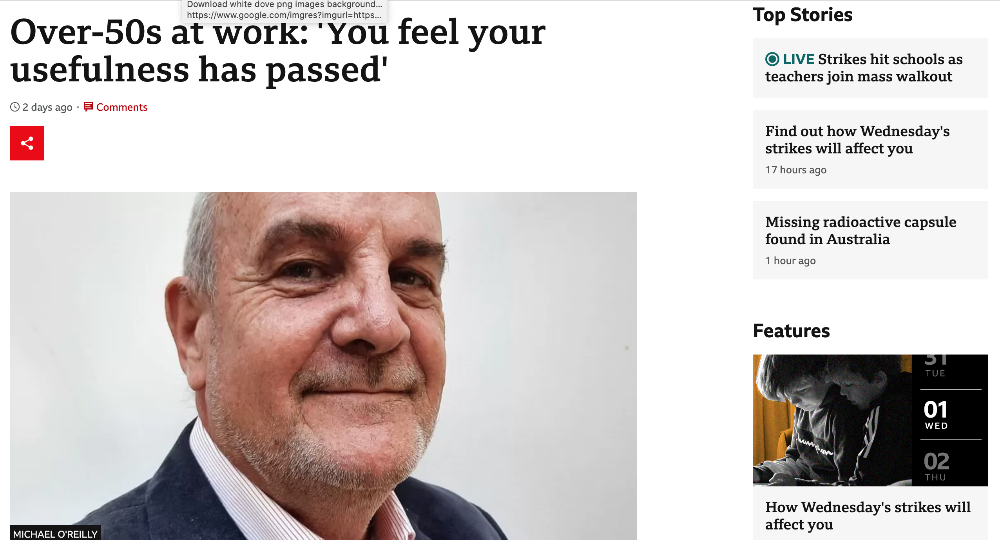 Download white dove png images background...
https://www.google.com/imgres?imgurl=https...
Over-50s at work: 'You feel your
usefulness has passed'
2 days ago · Comments
MICHAEL O'REILLY
Top Stories
LIVE Strikes hit schools as
teachers join mass walkout
Find out how Wednesday's
strikes will affect you
17 hours ago
Missing radioactive capsule
found in Australia
1 hour ago
Features
31
TUE
01
WED
02
THU
Champion
How Wednesday's strikes will
affect you